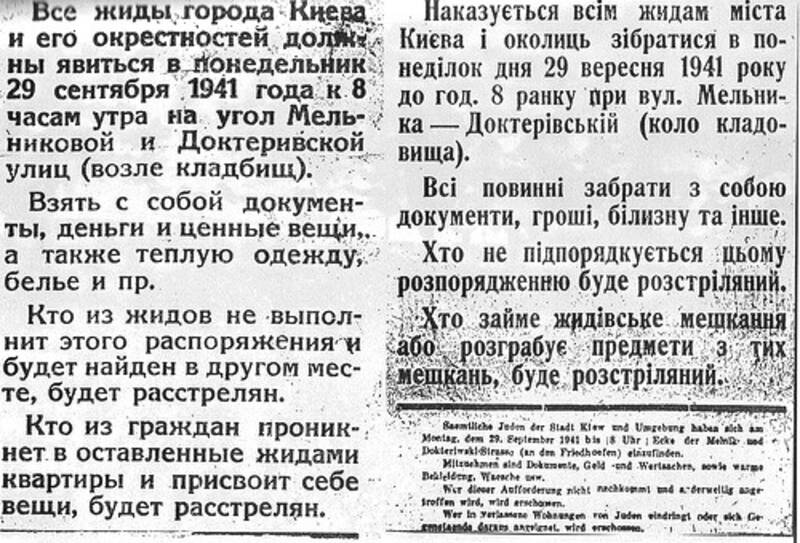 Все жиды города Киева
и его окрестностей долж-
ны явиться в понедельник
29 сентября 1941 года к 8
часам утра на угол Мель-
никовой и Доктеривской
улиц (возле кладбищ).
Взять с собой докумен-
ты, деньги и ценные вещи,
а также теплую одежду,
белье и пр.
Кто из жидов не выпол-
нит этого распоряжения и
будет найден в другом мес-
те, будет расстрелян.
Кто из граждан проник-
нет в оставленные жидами
квартиры и присвоит себе
вещи, будет расстрелян.
Наказується всім жидам міста
Києва і околиць зібратися в по-
неділок дня 29 вересня 1941 року
до год. 8 ранку при вул. Мельни-
ка — Доктерівській (коло кладо-
вища).
Всі повинні забрати з собою
документи, гроші, білизну та інше.
Хто не підпорядкується цьому
розпорядженню буде розстріляний.
Хто займе жидівське мешкання
або розграбує предмети з тих
мешкань, буде розстріляний.
Saemtliche Juden der Stadt Kiew und Umgebung haben sich am
Montag, dem 29. September 1941 bis 8 Uhr, Ecke der Melnik- und
Dokteriwski-Strasse (an den Friedhoefen) einzufinden.
Mitznehmen sind Dokumente, Geld und Wertsachen, sowie warme
Bekleidung, Waesche usw.
Wer dieser Aufforderung nicht nachkommt und anderweitig ange-
troffen wird, wird erschossen.
Wer in verlassene Wohnungen von Juden eindringt oder sich Ge-
genstaende daraus aneignet, wird erschossen.